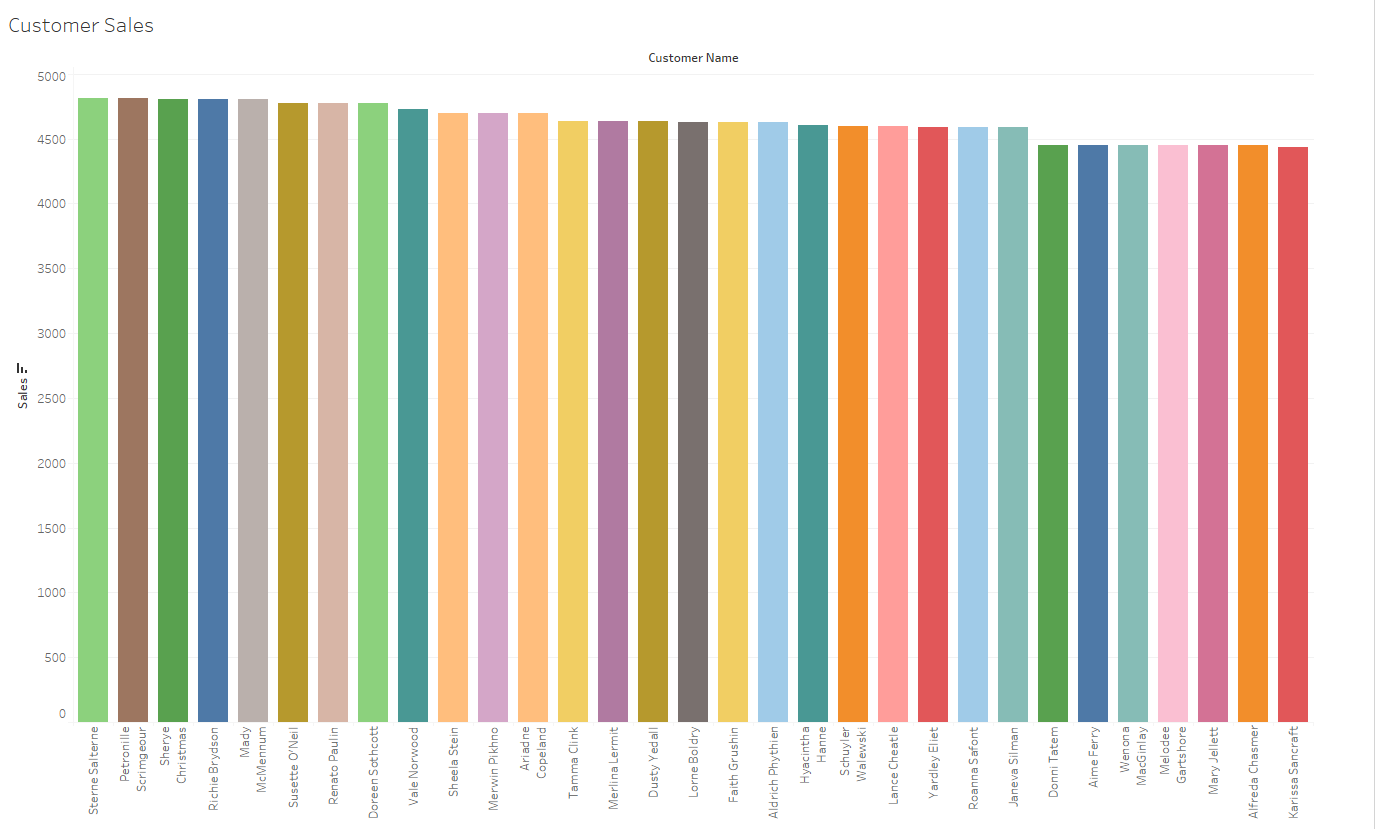 Customer Sales
Customer Name
5000
4500
4000
3500
3000
2500
2000
1500
1000
500
0
Sales
Sterne Salterne
Petronille
Scrimgeour
Sherye
Christmas
Richie Brydson
Mady
McMennum
Susette O'Neil
Renato Paulin
Doreen Sothcott
Vale Norwood
Sheela Stein
Merwin Pikhno
Ariadne
Copeland
Tamma Clink
Merlina Lermit
Dusty Yedall
Lorne Boldry
Faith Grushin
Aldrich Phythien
Hyacintha
Hanne
Schuyler
Walewski
Lance Cheatle
Yardley Eliet
Roanna Safont
Janeva Silman
Donni Tatem
Aime Ferry
Wenona
MacGinlay
Melodee
Gartshore
Mary Jellett
Alfreda Chasmer
Karissa Sancraft